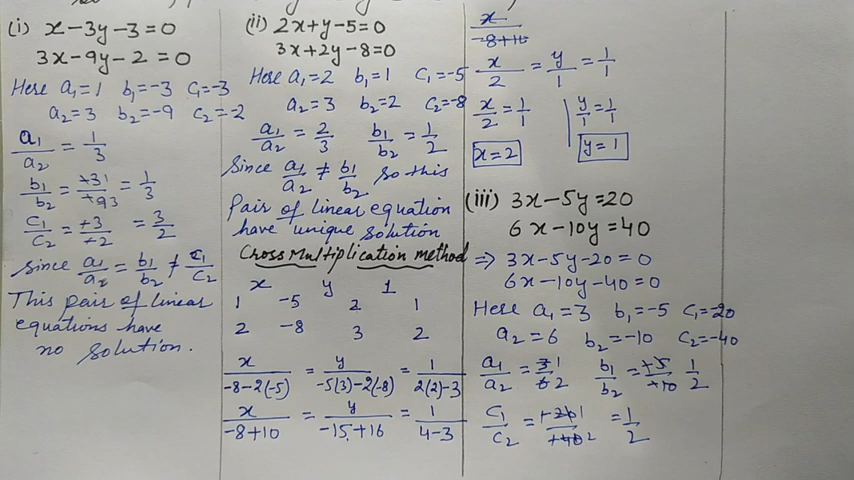 (i) x-3y-3=0
3x-9y-2=0
Here a₁=1 b₁=-3 C₁=-3
a₂=3 b₂=-9 C₂=-2
a₁/a₂ = 1/3
b₁/b₂ = +3/+9 3 = 1/3
C₁/C₂ = +3/+2 = 3/2
Since a₁/a₂ = b₁/b₂ ≠ C₁/C₂
This pair of linear
equations have
no solution.
(ii) 2x+y-5=0
3x+2y-8=0
Here a₁=2 b₁=1 C₁=-5
a₂=3 b₂=2 C₂=-8
a₁/a₂ = 2/3 b₁/b₂ = 1/2
Since a₁/a₂ ≠ b₁/b₂ so this
Pair of linear equation
have unique solution
Cross Multiplication method
x y 1
1 -5 2 1
2 -8 3 2
x/-8-2(-5) = y/-5(3)-2(-8) = 1/2(2)-3
x/-8+10 = y/-15+16 = 1/4-3
x/-8+10
x/2 = y/1 = 1/1
x/2 = 1/1 | y/1 = 1/1
x=2 y=1
(iii) 3x-5y=20
6x-10y=40
⇒ 3x-5y-20=0
6x-10y-40=0
Here a₁=3 b₁=-5 C₁=-20
a₂=6 b₂=-10 C₂=-40
a₁/a₂ = 3 1/6 2 b₁/b₂ = +5/+10 1/2
C₁/C₂ = +20 1/+40 2 = 1/2